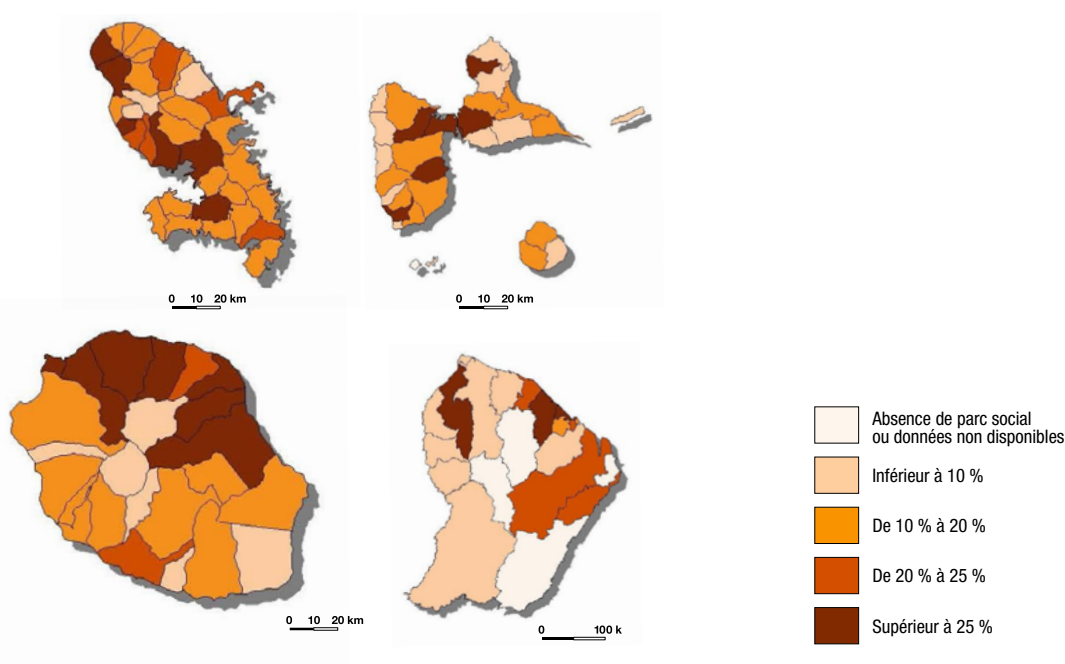 0 10 20 km
0 10 20 km
0 10 20 km
0 100 k
Absence de parc social
ou données non disponibles
Inférieur à 10 %
De 10 % à 20 %
De 20 % à 25 %
Supérieur à 25 %